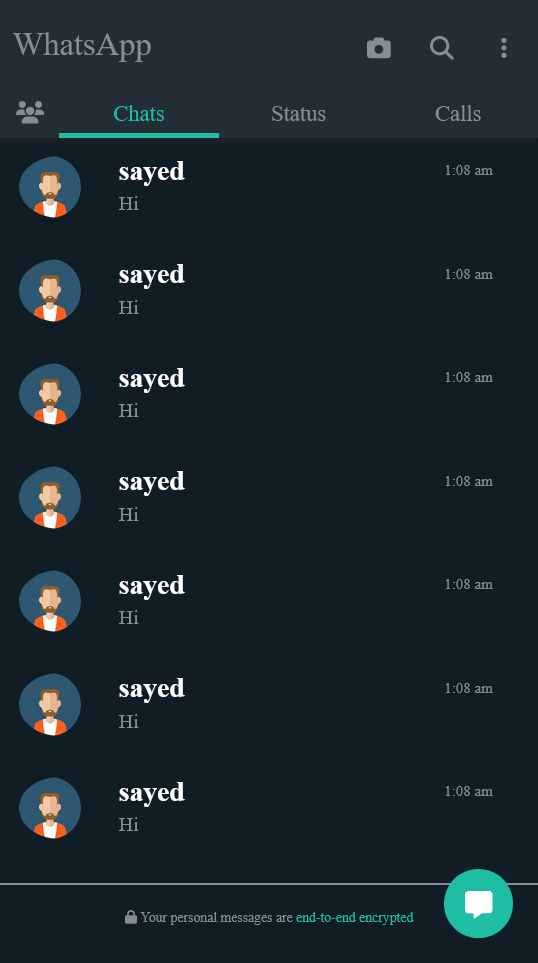 WhatsApp
Chats Status Calls
sayed 1:08 am
Hi
sayed 1:08 am
Hi
sayed 1:08 am
Hi
sayed 1:08 am
Hi
sayed 1:08 am
Hi
sayed 1:08 am
Hi
sayed 1:08 am
Hi
Your personal messages are end-to-end encrypted